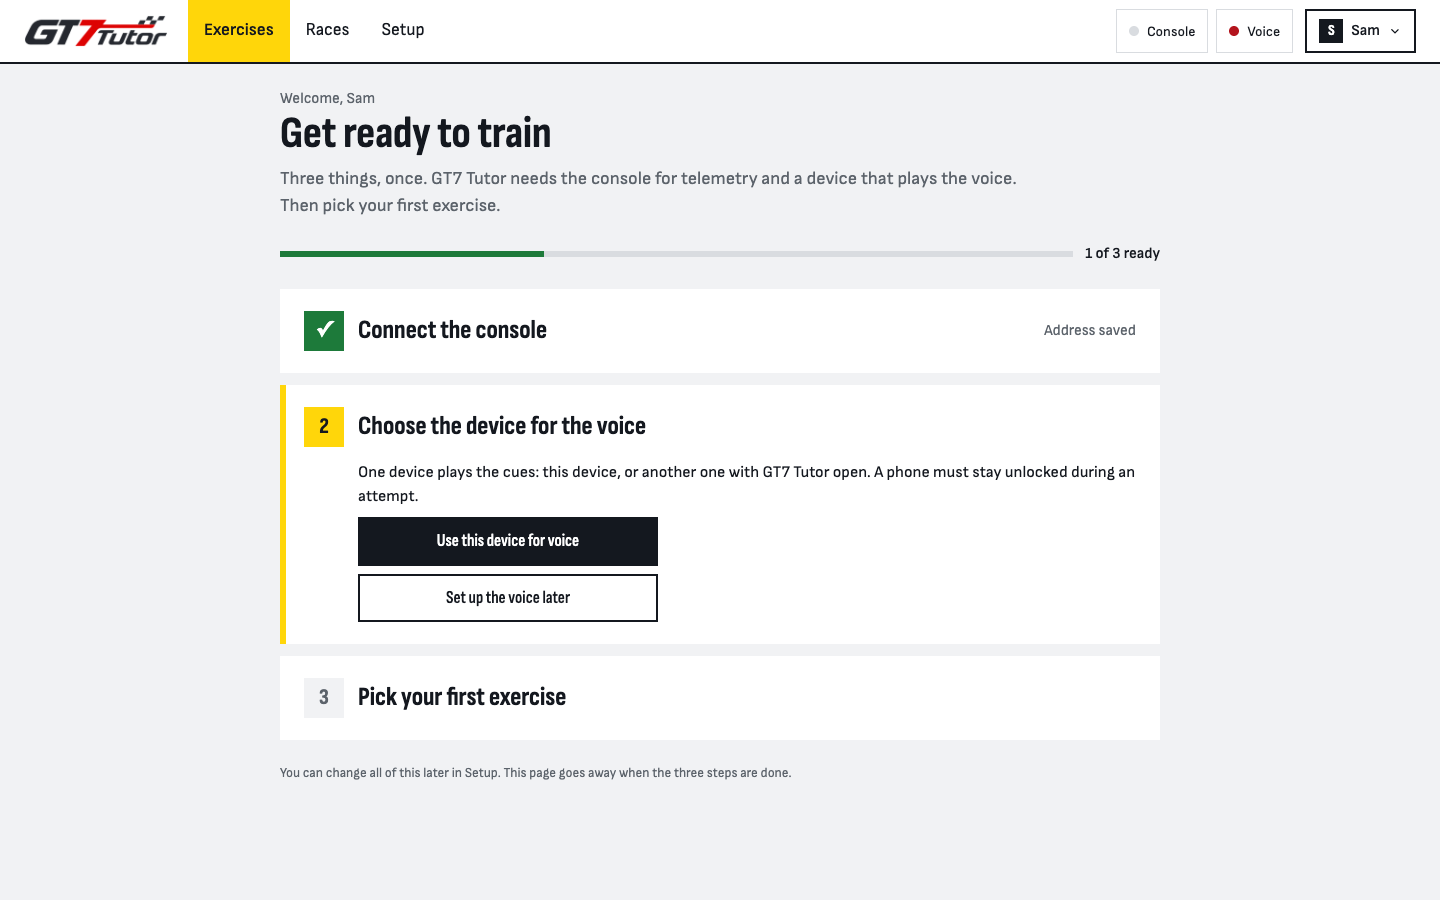 GT7 Tutor
Exercises
Races
Setup
Console
Voice
S
Sam
Welcome, Sam
Get ready to train
Three things, once. GT7 Tutor needs the console for telemetry and a device that plays the voice.
Then pick your first exercise.
1 of 3 ready
Connect the console
Address saved
2
Choose the device for the voice
One device plays the cues: this device, or another one with GT7 Tutor open. A phone must stay unlocked during an
attempt.
Use this device for voice
Set up the voice later
3
Pick your first exercise
You can change all of this later in Setup. This page goes away when the three steps are done.